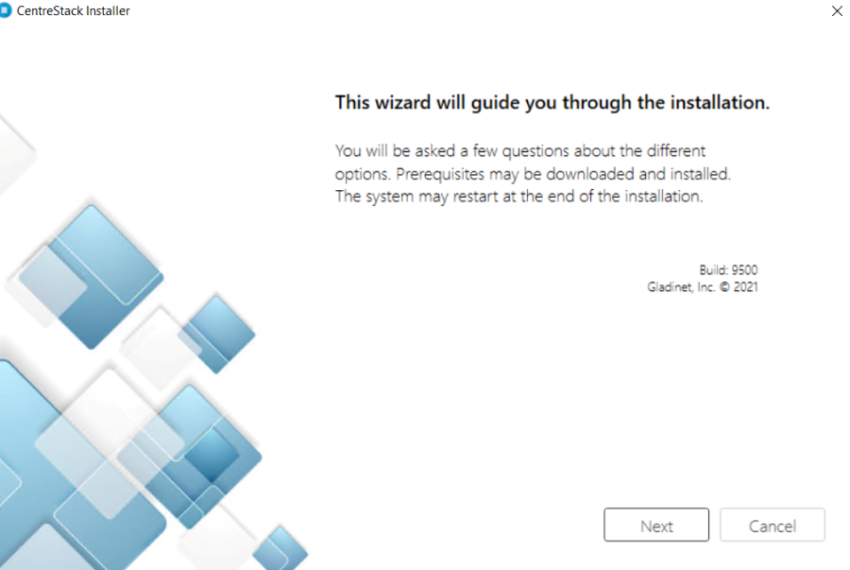 CentreStack Installer
This wizard will guide you through the installation.
You will be asked a few questions about the different
options. Prerequisites may be downloaded and installed.
The system may restart at the end of the installation.
Build: 9500
Gladinet, Inc. © 2021
Next
Cancel